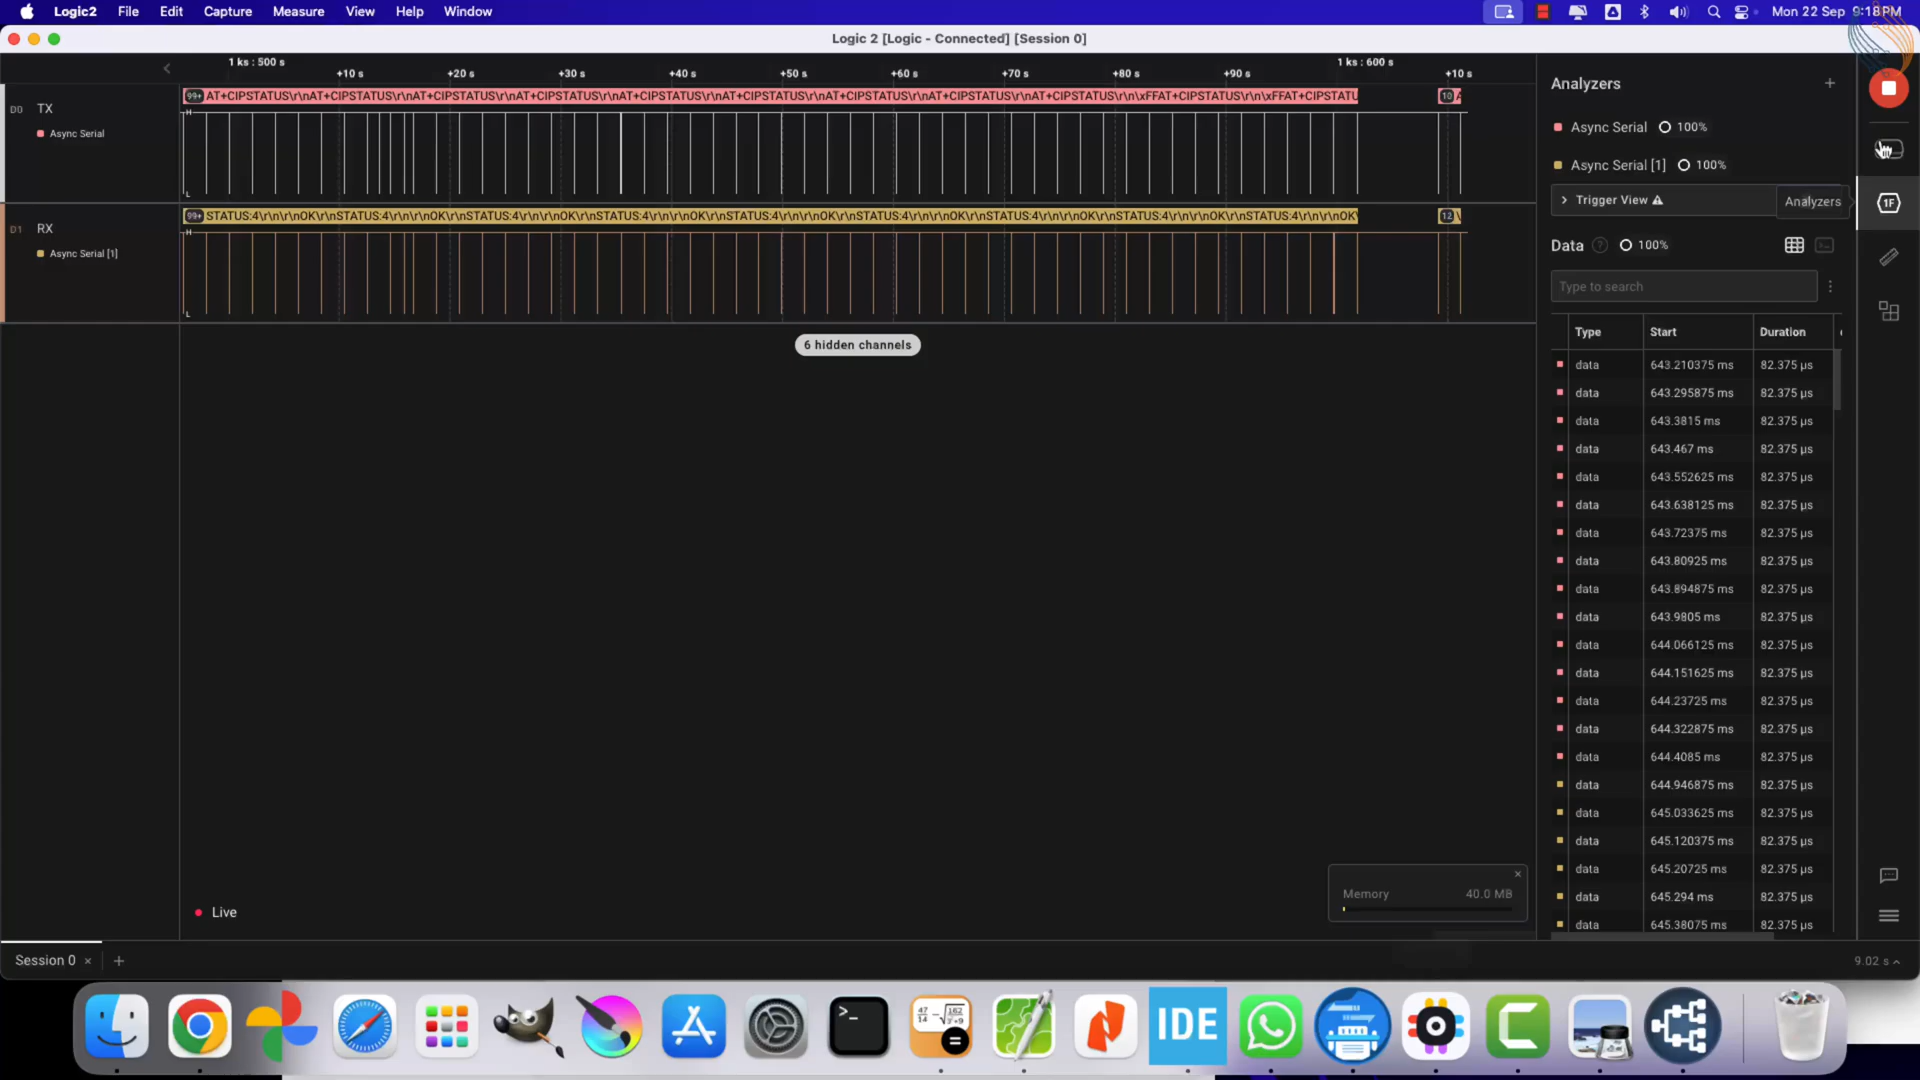 Logic2 File Edit Capture Measure View Help Window Mon 22 Sep 9:18PM
Logic 2 [Logic - Connected] [Session 0]
1 ks : 500 s 1 ks : 600 s
+10 s +20 s +30 s +40 s +50 s +60 s +70 s +80 s +90 s +10 s
Analyzers
D0 TX
99+ AT+CIPSTATUS\r\nAT+CIPSTATUS\r\nAT+CIPSTATUS\r\nAT+CIPSTATUS\r\nAT+CIPSTATUS\r\nAT+CIPSTATUS\r\nAT+CIPSTATUS\r\nAT+CIPSTATUS\r\nAT+CIPSTATUS\r\n\xFFAT+CIPSTATUS\r\n\xFFAT+CIPSTATU 10
H
L
Async Serial
Async Serial 100%
Async Serial [1] 100%
Trigger View
Analyzers
1F
D1 RX
99+ STATUS:4\r\n\r\nOK\r\nSTATUS:4\r\n\r\nOK\r\nSTATUS:4\r\n\r\nOK\r\nSTATUS:4\r\n\r\nOK\r\nSTATUS:4\r\n\r\nOK\r\nSTATUS:4\r\n\r\nOK\r\nSTATUS:4\r\n\r\nOK\r\nSTATUS:4\r\n\r\nOK\r\nSTATUS:4\r\n\r\nOK\ 12 \
H
L
Async Serial [1]
Data ? 100%
Type to search
6 hidden channels
Type Start Duration
data 643.210375 ms 82.375 µs
data 643.295875 ms 82.375 µs
data 643.3815 ms 82.375 µs
data 643.467 ms 82.375 µs
data 643.552625 ms 82.375 µs
data 643.638125 ms 82.375 µs
data 643.72375 ms 82.375 µs
data 643.80925 ms 82.375 µs
data 643.894875 ms 82.375 µs
data 643.9805 ms 82.375 µs
data 644.066125 ms 82.375 µs
data 644.151625 ms 82.375 µs
data 644.23725 ms 82.375 µs
data 644.322875 ms 82.375 µs
data 644.4085 ms 82.375 µs
data 644.946875 ms 82.375 µs
data 645.033625 ms 82.375 µs
data 645.120375 ms 82.375 µs
data 645.20725 ms 82.375 µs
data 645.294 ms 82.375 µs
data 645.38075 ms 82.375 µs
Memory 40.0 MB
Live
Session 0 × + 9.02 s
IDE